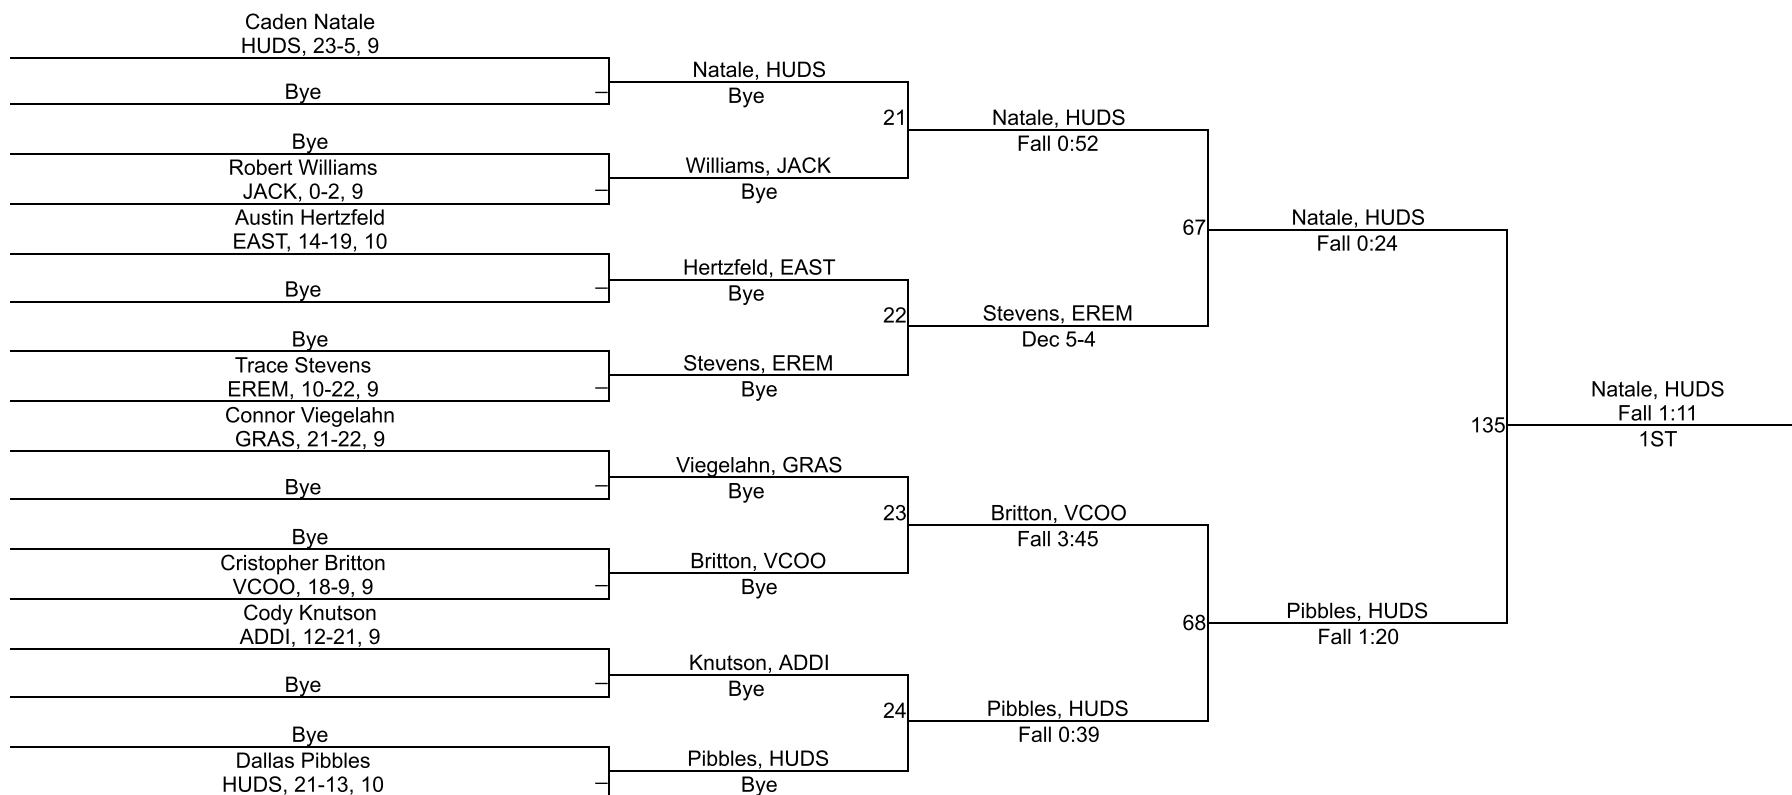 Caden Natale
HUDS, 23-5, 9
Bye
Bye
Robert Williams
JACK, 0-2, 9
Austin Hertzfeld
EAST, 14-19, 10
Bye
Bye
Trace Stevens
EREM, 10-22, 9
Connor Viegelahn
GRAS, 21-22, 9
Bye
Bye
Cristopher Britton
VCOO, 18-9, 9
Cody Knutson
ADDI, 12-21, 9
Bye
Bye
Dallas Pibbles
HUDS, 21-13, 10
Natale, HUDS
Bye
Williams, JACK
Bye
Hertzfeld, EAST
Bye
Stevens, EREM
Bye
Viegelahn, GRAS
Bye
Britton, VCOO
Bye
Knutson, ADDI
Bye
Pibbles, HUDS
Bye
21
22
23
24
Natale, HUDS
Fall 0:52
Stevens, EREM
Dec 5-4
Britton, VCOO
Fall 3:45
Pibbles, HUDS
Fall 0:39
67
68
Natale, HUDS
Fall 0:24
Pibbles, HUDS
Fall 1:20
135
Natale, HUDS
Fall 1:11
1ST